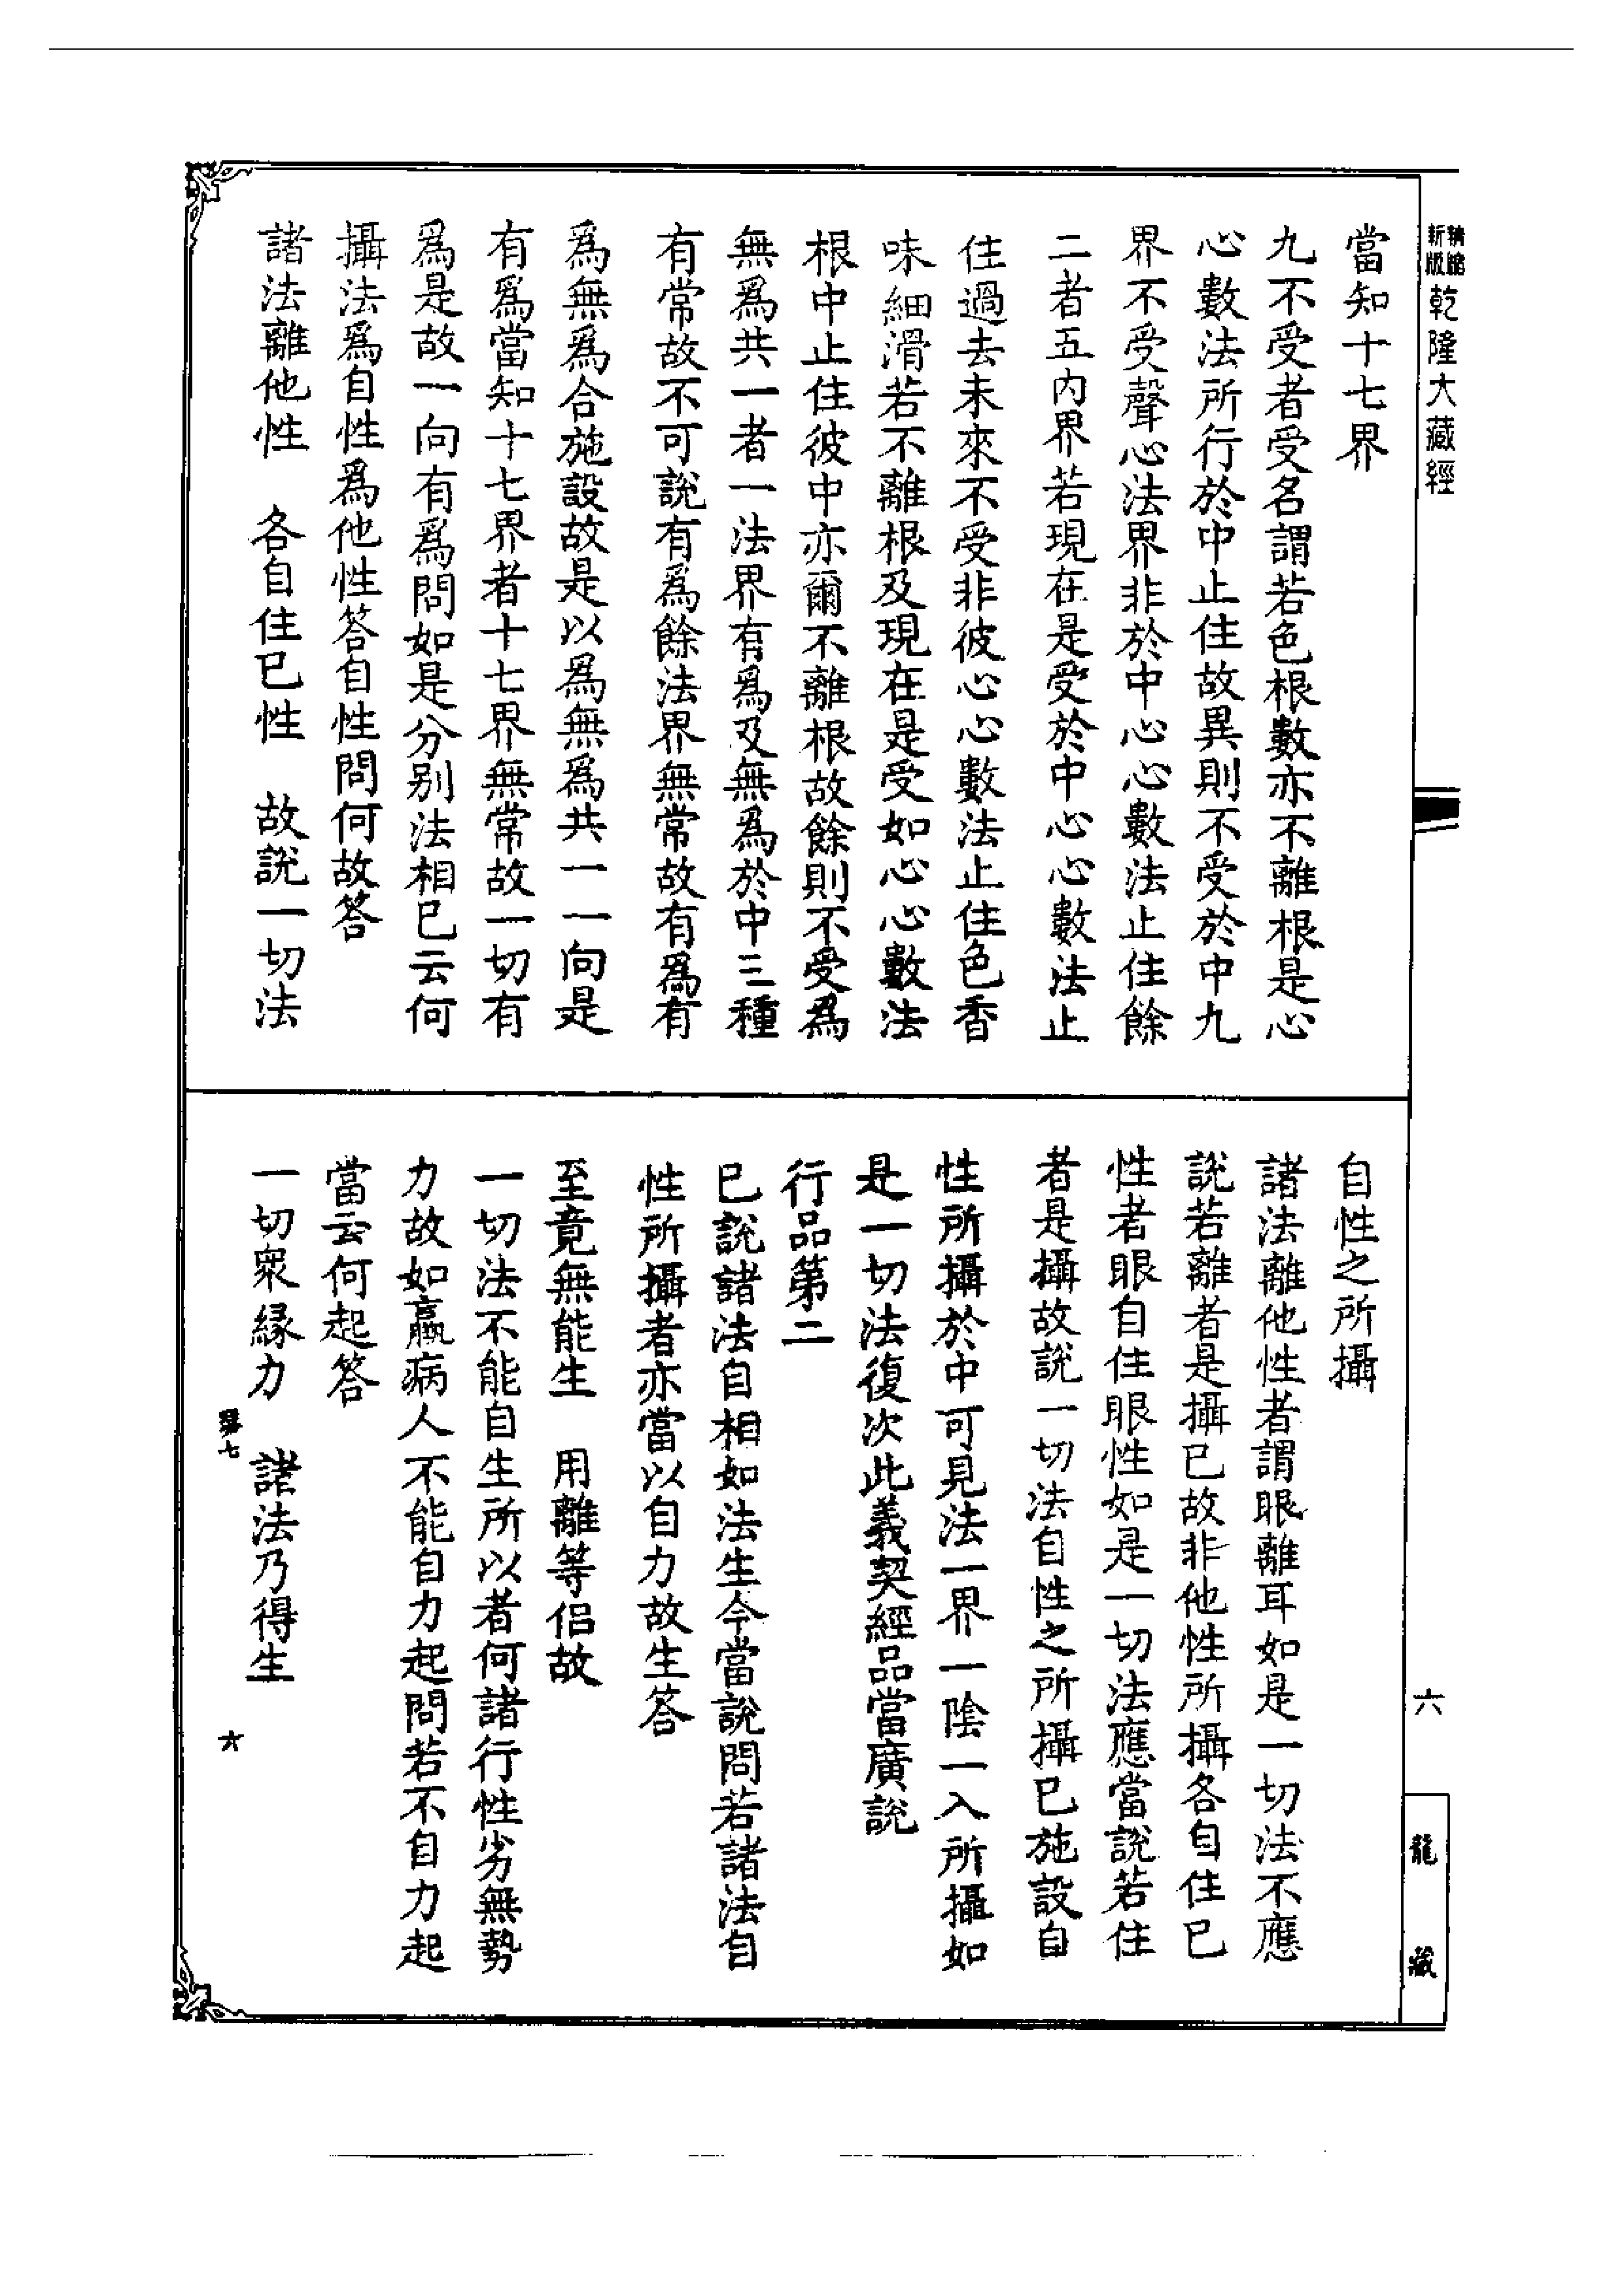 精縮
新版
乾隆大藏經
當知十七界
九不受者受名謂若色根數亦不離根是心
心數法所行於中止住故異則不受於中九
界不受聲心法界非於中心心數法止住餘
二者五內界若現在是受於中心心數法止
住過去未來不受非彼心心數法止住色香
味細滑若不離根及現在是受如心心數法
根中止住彼中亦爾不離根故餘則不受為
無爲共一者一法界有爲及無爲於中三種
有常故不可說有爲餘法界無常故有爲有
爲無爲合施設故是以爲無爲共一一向是
有爲當知十七界者十七界無常故一切有
爲是故一向有爲問如是分别法相已云何
攝法爲自性爲他性答自性問何故答
諸法離他性　各自住已性　故說一切法
自性之所攝
諸法離他性者謂眼離耳如是一切法不應
說若離者是攝已故非他性所攝各自住已
性者眼自住眼性如是一切法應當說若住
者是攝故說一切法自性之所攝已施設自
性所攝於中可見法一界一陰一入所攝如
是一切法復次此義契經品當廣說
行品第二
已說諸法自相如法生今當說問若諸法自
性所攝者亦當以自力故生答
至竟無能生　用離等侣故
一切法不能自生所以者何諸行性劣無勢
力故如羸病人不能自力起問若不自力起
當云何起答
一切眾緣力　諸法乃得生
七
六
六
龍藏